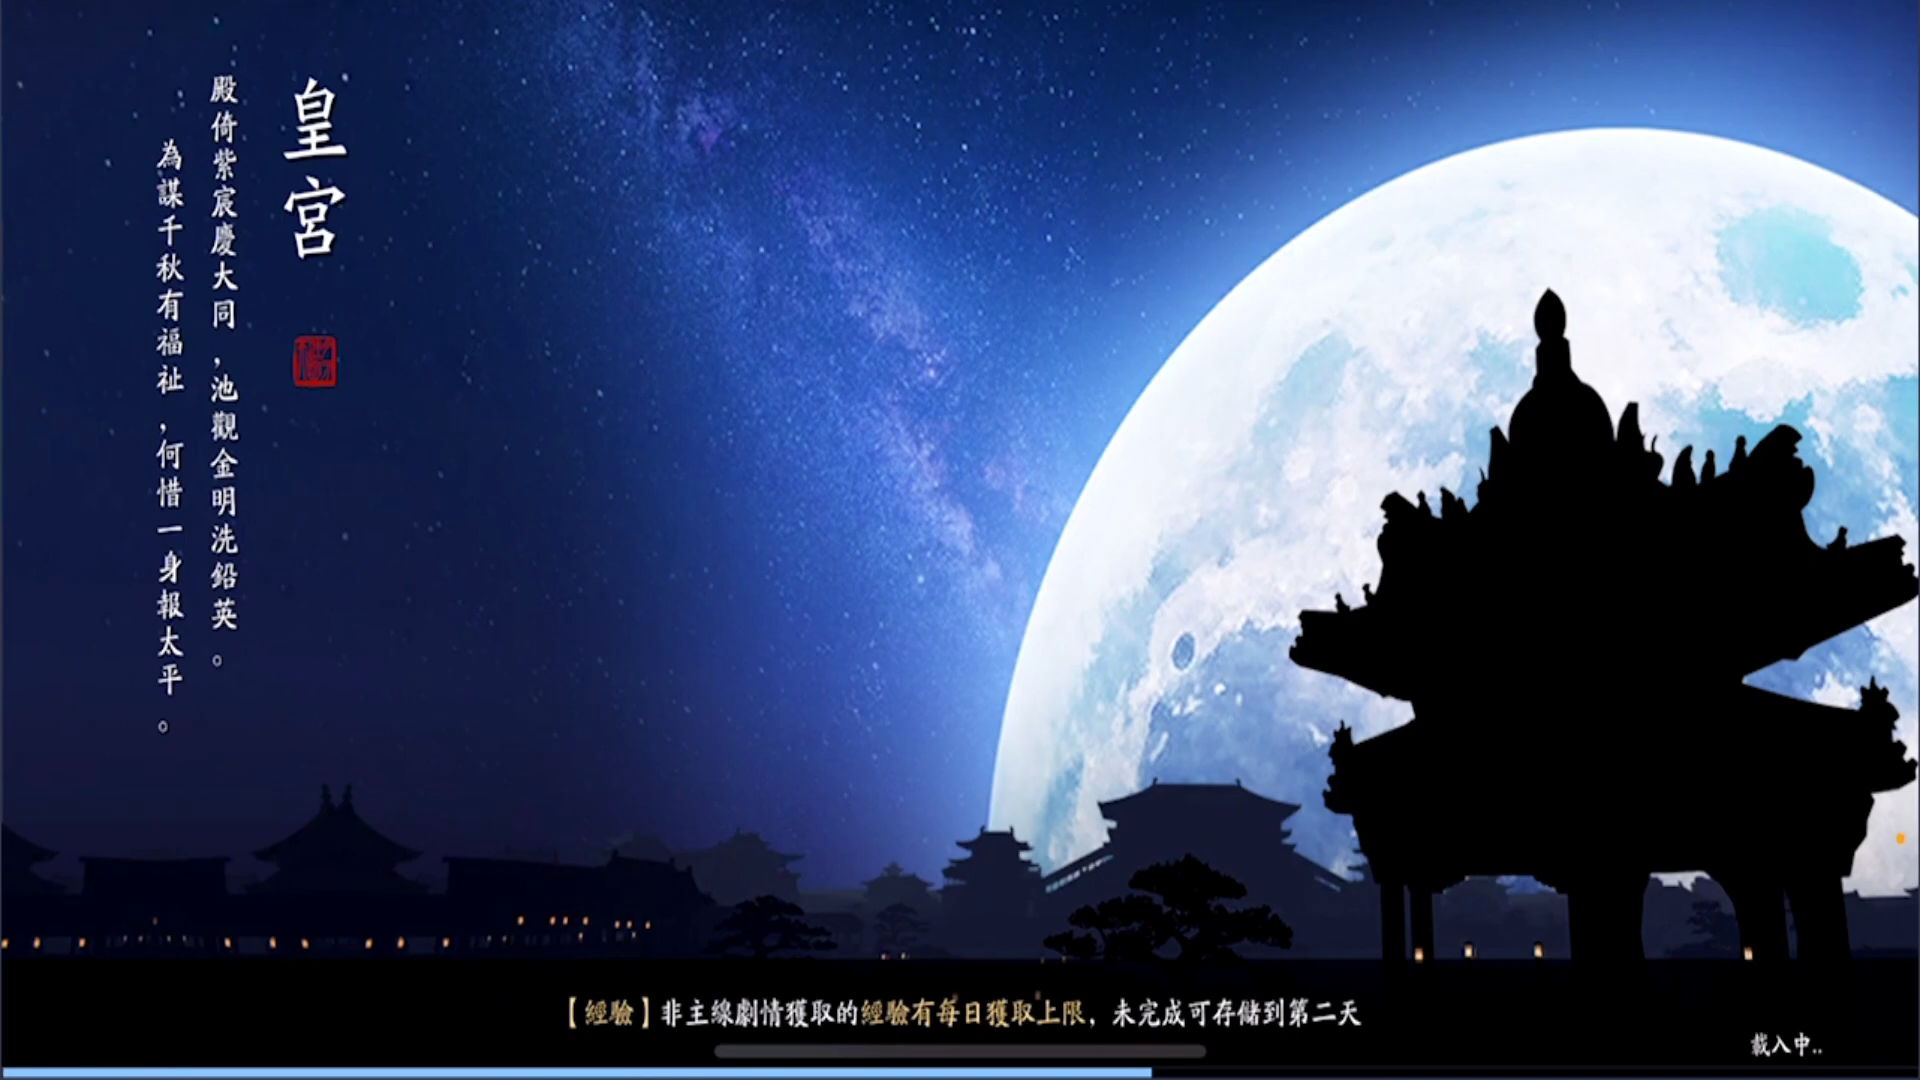 皇宮
殿倚紫宸慶大同，池觀金明洗鉛英。
為謀千秋有福祉，何惜一身報太平。
【經驗】非主線劇情獲取的經驗有每日獲取上限，未完成可存儲到第二天
載入中..